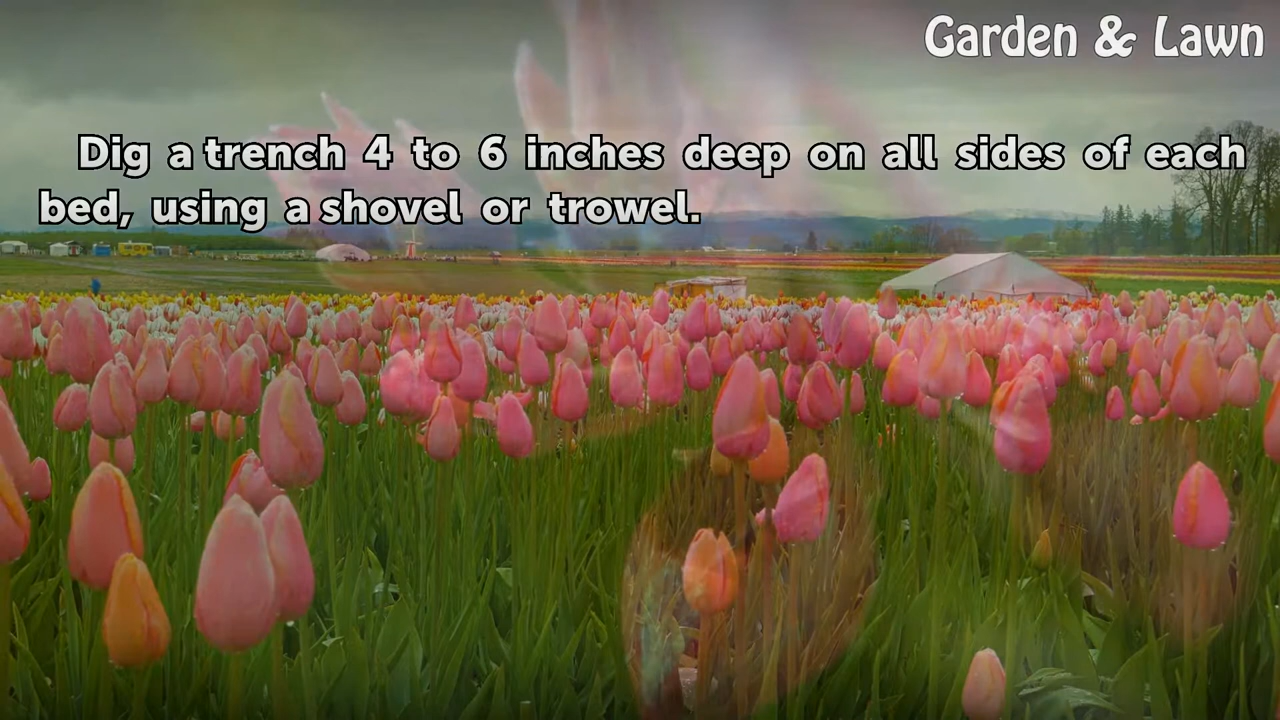 Garden & Lawn
Dig a trench 4 to 6 inches deep on all sides of each
bed, using a shovel or trowel.